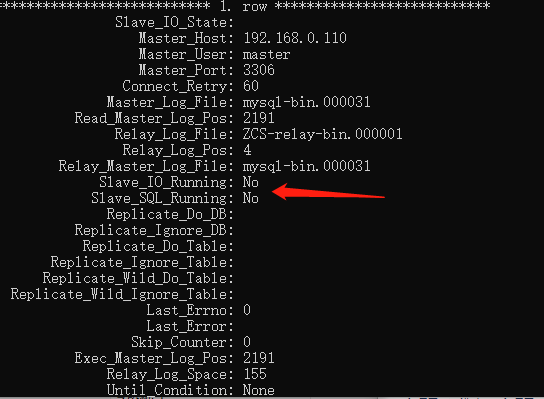 *************************** 1. row ***************************
Slave_IO_State:
Master_Host: 192.168.0.110
Master_User: master
Master_Port: 3306
Connect_Retry: 60
Master_Log_File: mysql-bin.000031
Read_Master_Log_Pos: 2191
Relay_Log_File: ZCS-relay-bin.000001
Relay_Log_Pos: 4
Relay_Master_Log_File: mysql-bin.000031
Slave_IO_Running: No
Slave_SQL_Running: No
Replicate_Do_DB:
Replicate_Ignore_DB:
Replicate_Do_Table:
Replicate_Ignore_Table:
Replicate_Wild_Do_Table:
Replicate_Wild_Ignore_Table:
Last_Errno: 0
Last_Error:
Skip_Counter: 0
Exec_Master_Log_Pos: 2191
Relay_Log_Space: 155
Until_Condition: None